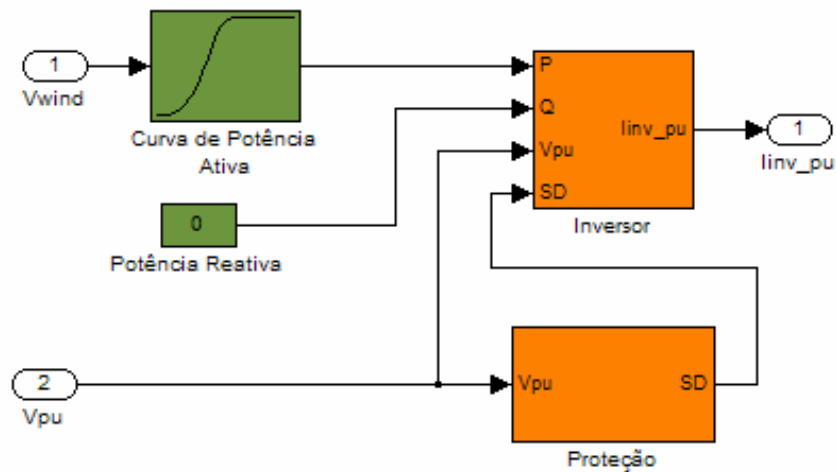 1
Vwind
Curva de Potência
Ativa
P
Q
Vpu
SD
Iinv_pu
Inversor
1
Iinv_pu
0
Potência Reativa
2
Vpu
Vpu
SD
Proteção